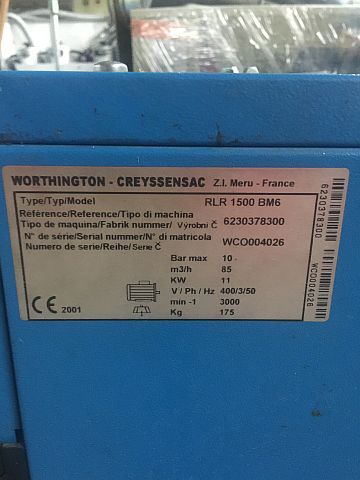 WORTHINGTON - CREYSSENSAC Z.I. Meru - France
Type/Typ/Model RLR 1500 BM6
Référence/Reference/Tipo di machina
Tipo de maquina/Fabrik nummer/ Výrobní Č 6230378300
N° de série/Serial nummer/N° di matricola
Numero de serie/Reihe/Serie Č WCO004026
Bar max 10 -
m3/h 85
KW 11
V / Ph / Hz 400/3/50
min -1 3000
Kg 175
CE 2001
6230378300
WCO004026